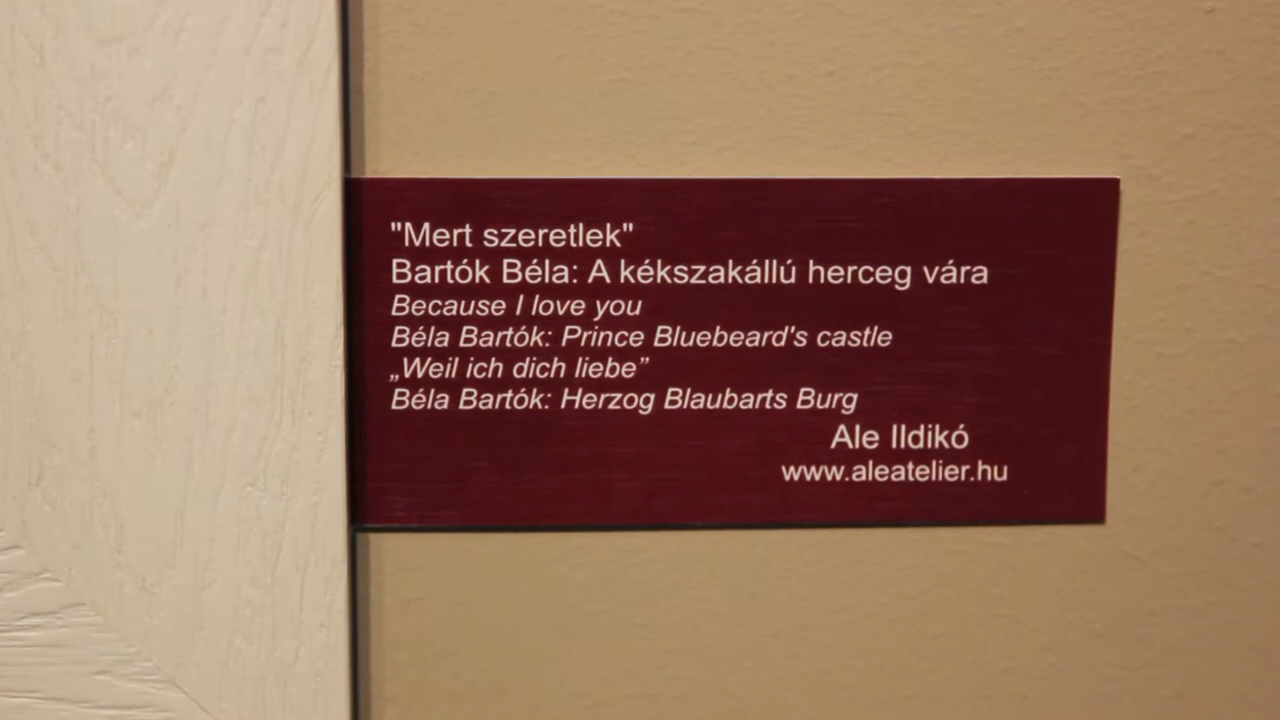 "Mert szeretlek"
Bartók Béla: A kékszakállú herceg vára
Because I love you
Béla Bartók: Prince Bluebeard's castle
„Weil ich dich liebe”
Béla Bartók: Herzog Blaubarts Burg
Ale Ildikó
www.aleatelier.hu